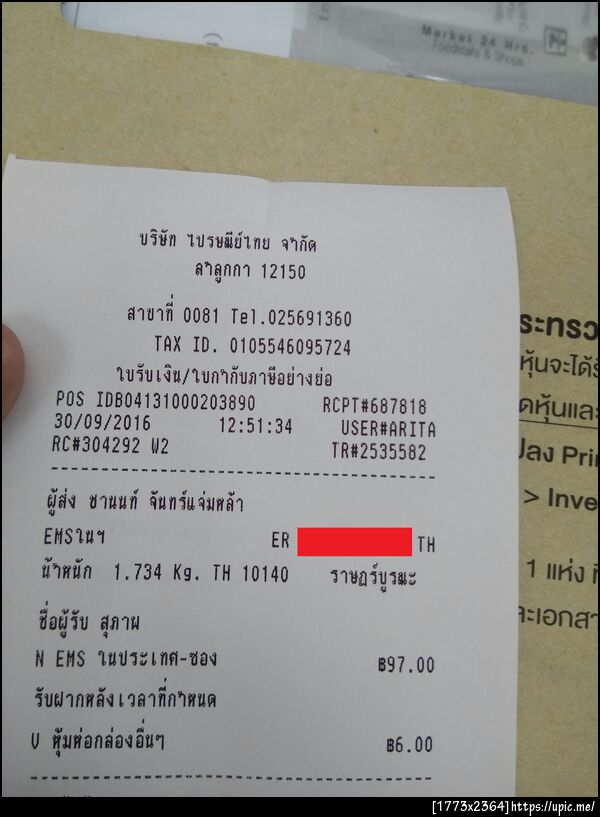 Market 24 Hrs.
Foodstalls & Shops
บริษัท ไปรษณีย์ไทย จำกัด
ลำลูกกา 12150
สาขาที่ 0081 Tel.025691360
TAX ID. 0105546095724
ใบรับเงิน/ใบกำกับภาษีอย่างย่อ
POS IDB04131000203890 RCPT#687818
30/09/2016 12:51:34 USER#ARITA
RC#304292 W2 TR#2535582
ผู้ส่ง ชานนท์ จันทร์แจ่มหล้า
EMSในฯ ER TH
น้ำหนัก 1.734 Kg. TH 10140 ราษฎร์บูรณะ
ชื่อผู้รับ สุภาพ
N EMS ในประเทศ-ซอง ฿97.00
รับฝากหลังเวลาที่กำหนด
V หุ้มห่อกล่องอื่นๆ ฿6.00
ระทรว
หุ้นจะได้รั
ดหุ้นและ
ปลง Pri
> Inve
1 แห่ง ที่
ละเอกสา
[1773x2364]https://upic.me/